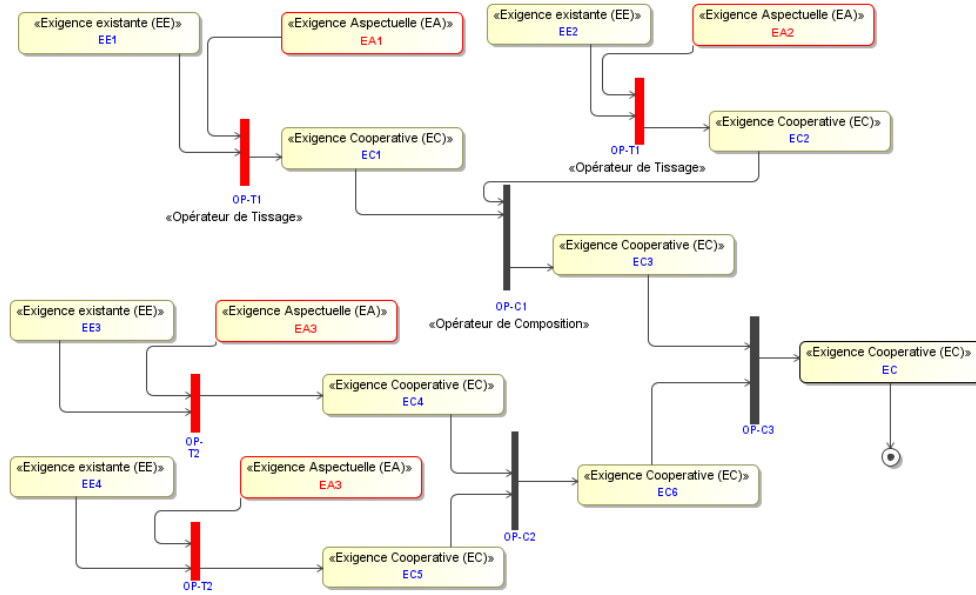 «Exigence existante (EE)»
EE1
«Exigence Aspectuelle (EA)»
EA1
«Exigence existante (EE)»
EE2
«Exigence Aspectuelle (EA)»
EA2
«Exigence Cooperative (EC)»
EC1
OP-T1
«Opérateur de Tissage»
«Exigence Cooperative (EC)»
EC2
OP-T1
«Opérateur de Tissage»
«Exigence Cooperative (EC)»
EC3
OP-C1
«Opérateur de Composition»
«Exigence existante (EE)»
EE3
«Exigence Aspectuelle (EA)»
EA3
«Exigence Cooperative (EC)»
EC4
OP-
T2
«Exigence Cooperative (EC)»
EC
OP-C3
«Exigence existante (EE)»
EE4
«Exigence Aspectuelle (EA)»
EA3
«Exigence Cooperative (EC)»
EC6
OP-C2
«Exigence Cooperative (EC)»
EC5
OP-T2